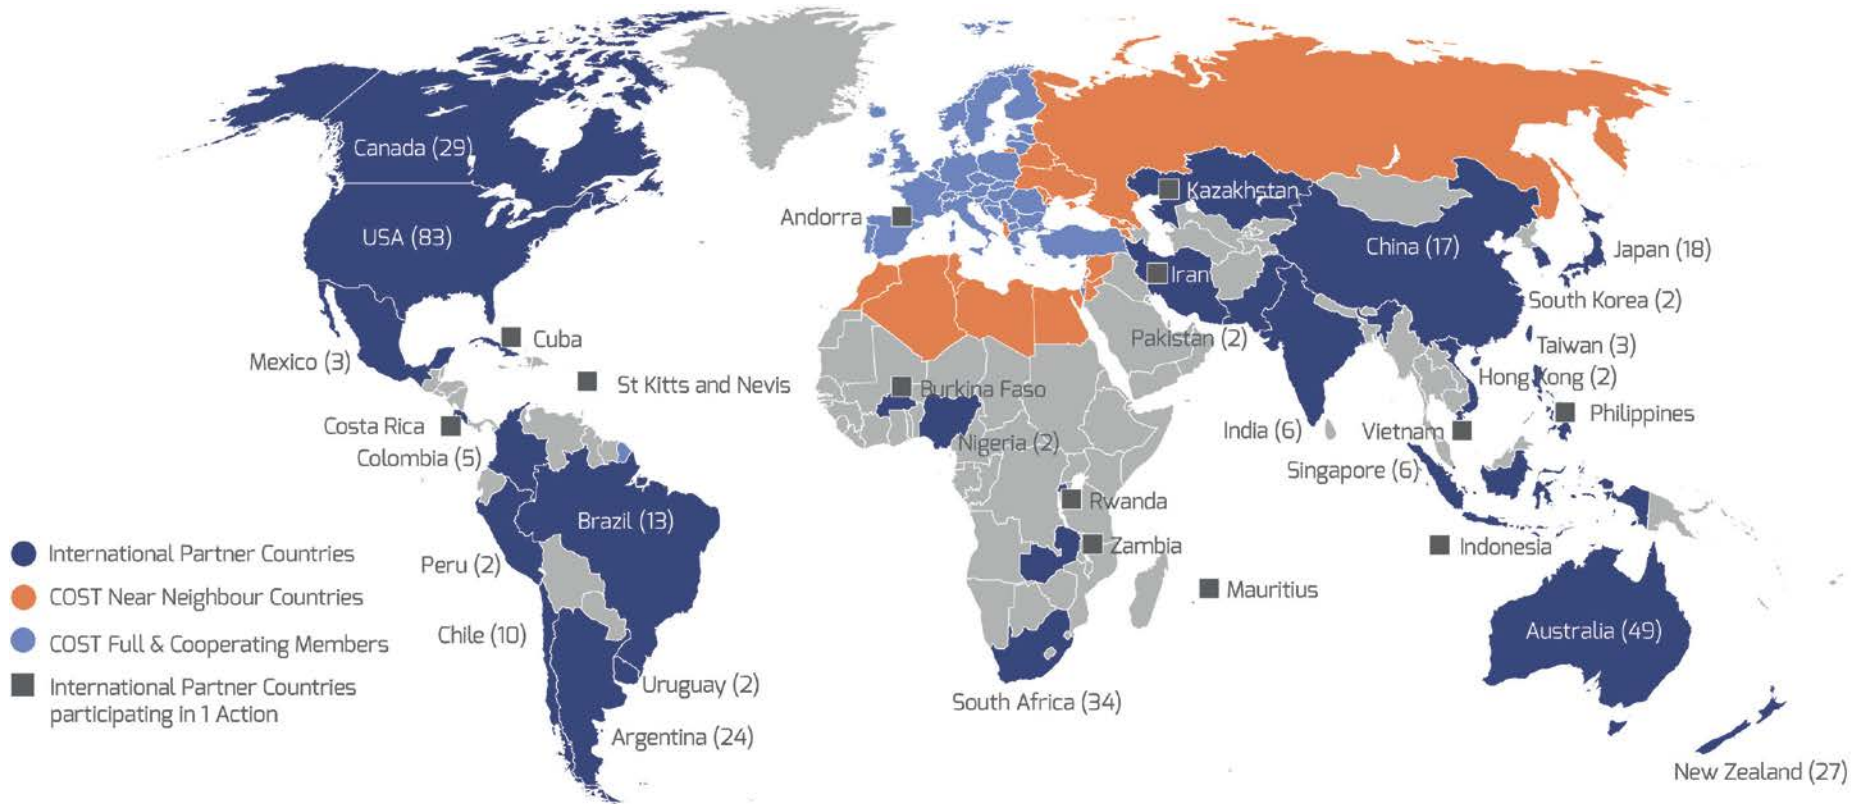 Canada (29)
USA (83)
Mexico (3)
Cuba
St Kitts and Nevis
Costa Rica
Colombia (5)
Brazil (13)
Peru (2)
Chile (10)
Uruguay (2)
Argentina (24)
Andorra
Kazakhstan
China (17)
Japan (18)
Iran
South Korea (2)
Pakistan (2)
Taiwan (3)
Hong Kong (2)
Burkina Faso
Philippines
Nigeria (2)
India (6)
Vietnam
Singapore (6)
Rwanda
Zambia
Indonesia
Mauritius
Australia (49)
South Africa (34)
New Zealand (27)
International Partner Countries
COST Near Neighbour Countries
COST Full & Cooperating Members
International Partner Countries
participating in 1 Action